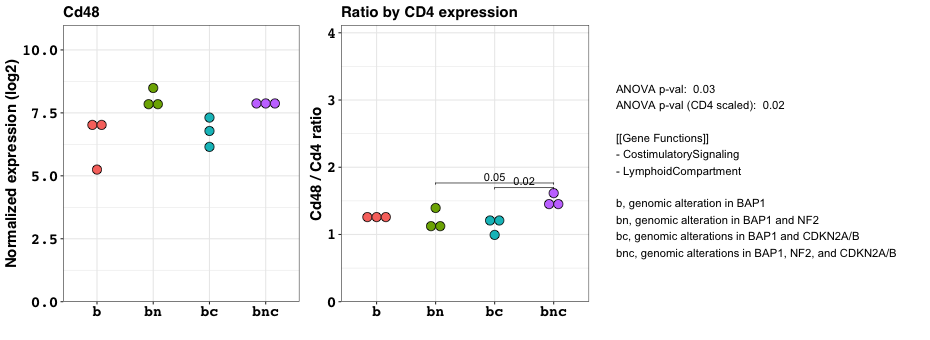 Cd48
Normalized expression (log2)
10.0
7.5
5.0
2.5
0.0
b bn bc bnc
Ratio by CD4 expression
Cd48 / Cd4 ratio
4
3
2
1
0
0.05
0.02
b bn bc bnc
ANOVA p-val: 0.03
ANOVA p-val (CD4 scaled): 0.02
[[Gene Functions]]
- CostimulatorySignaling
- LymphoidCompartment
b, genomic alteration in BAP1
bn, genomic alteration in BAP1 and NF2
bc, genomic alterations in BAP1 and CDKN2A/B
bnc, genomic alterations in BAP1, NF2, and CDKN2A/B